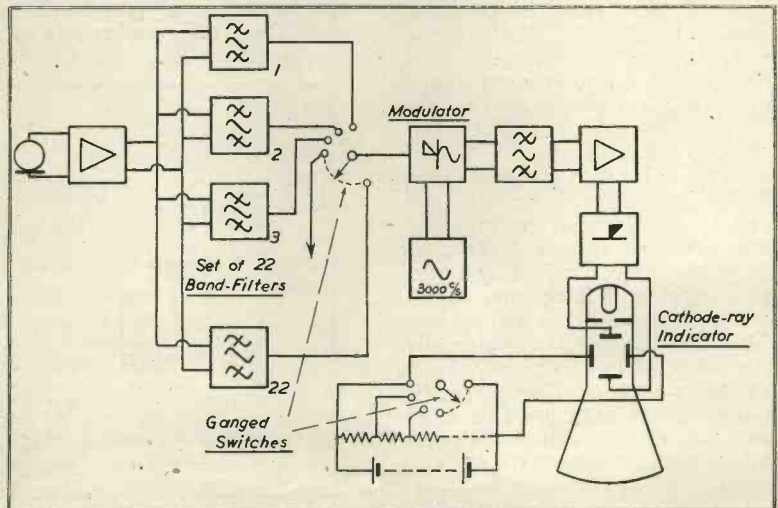 1
Modulator
2
3
3000 c/s
Set of 22
Band-Filters
Cathode-ray
Indicator
22
Ganged
Switches